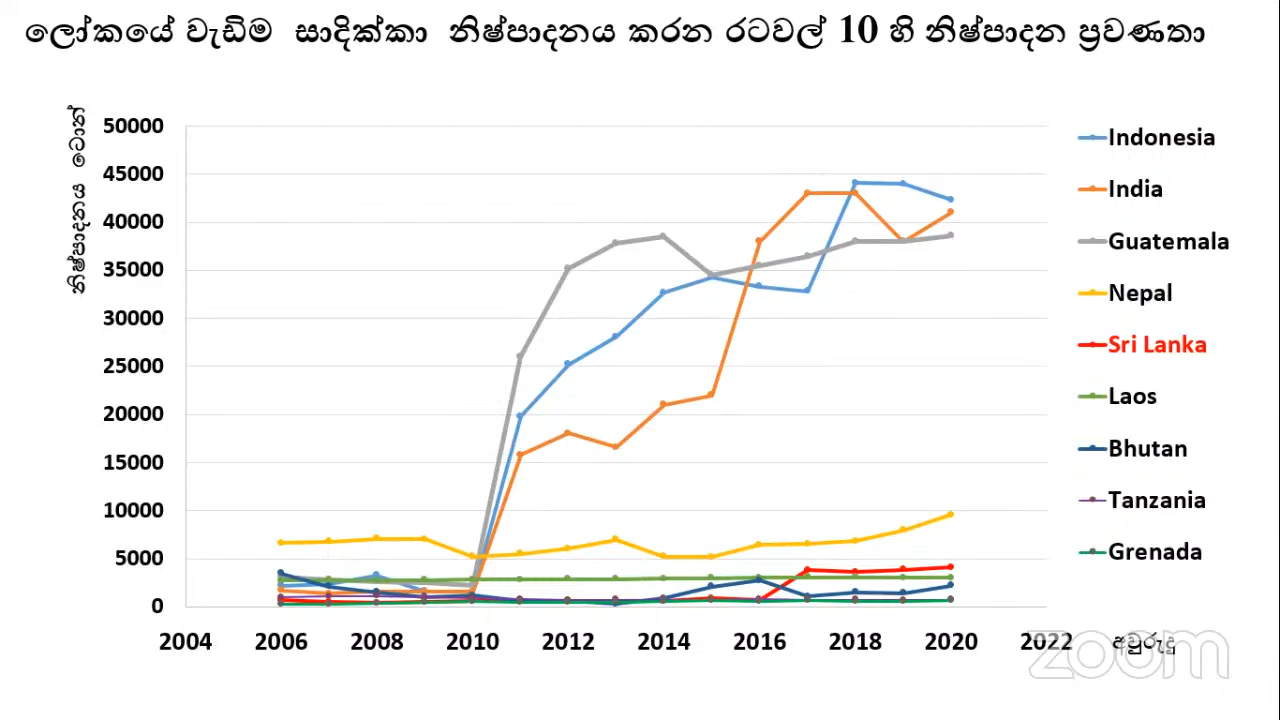 ලෝකයේ වැඩිම සාදික්කා නිෂ්පාදනය කරන රටවල් 10 හි නිෂ්පාදන ප්‍රවණතා
නිෂ්පාදනය ටොන්
50000
45000
40000
35000
30000
25000
20000
15000
10000
5000
0
2004 2006 2008 2010 2012 2014 2016 2018 2020 2022 අවුරුදු
Indonesia
India
Guatemala
Nepal
Sri Lanka
Laos
Bhutan
Tanzania
Grenada
zoom